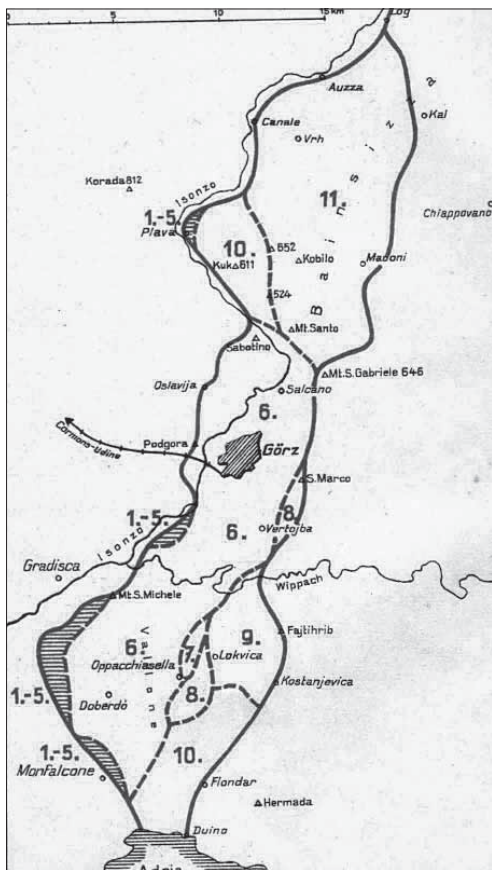 0 5 10 15 km
Log
Auzza
Canale
Kal
Vrh
Korada 812
Isonzo
11.
Bainsizza
Chiappovano
1.-5.
Plava
10.
652
Kobilo
Madoni
Kuk 611
524
Mt.Santo
Sabotino
Mt.S.Gabriele 646
Oslavija
Salcano
6.
Cormons-Udine
Podgora
Görz
S.Marco
1.-5.
8.
Vertojba
6.
Isonzo
Gradisca
Wippach
Mt.S.Michele
Fajtihrib
6.
Vallone
7.
9.
Lokvica
Oppacchiasella
Kostanjevica
1.-5.
Doberdò
8.
1.-5.
10.
Monfalcone
Flondar
Hermada
Duino
Adria